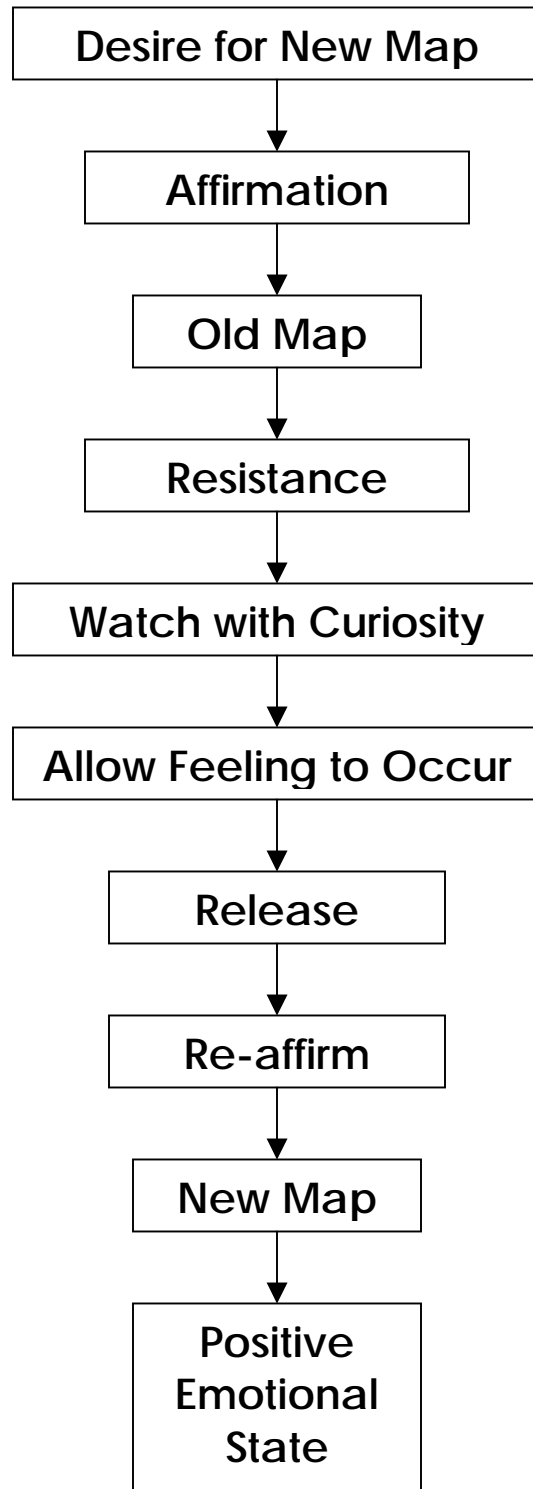 Desire for New Map
Affirmation
Old Map
Resistance
Watch with Curiosity
Allow Feeling to Occur
Release
Re-affirm
New Map
Positive
Emotional
State